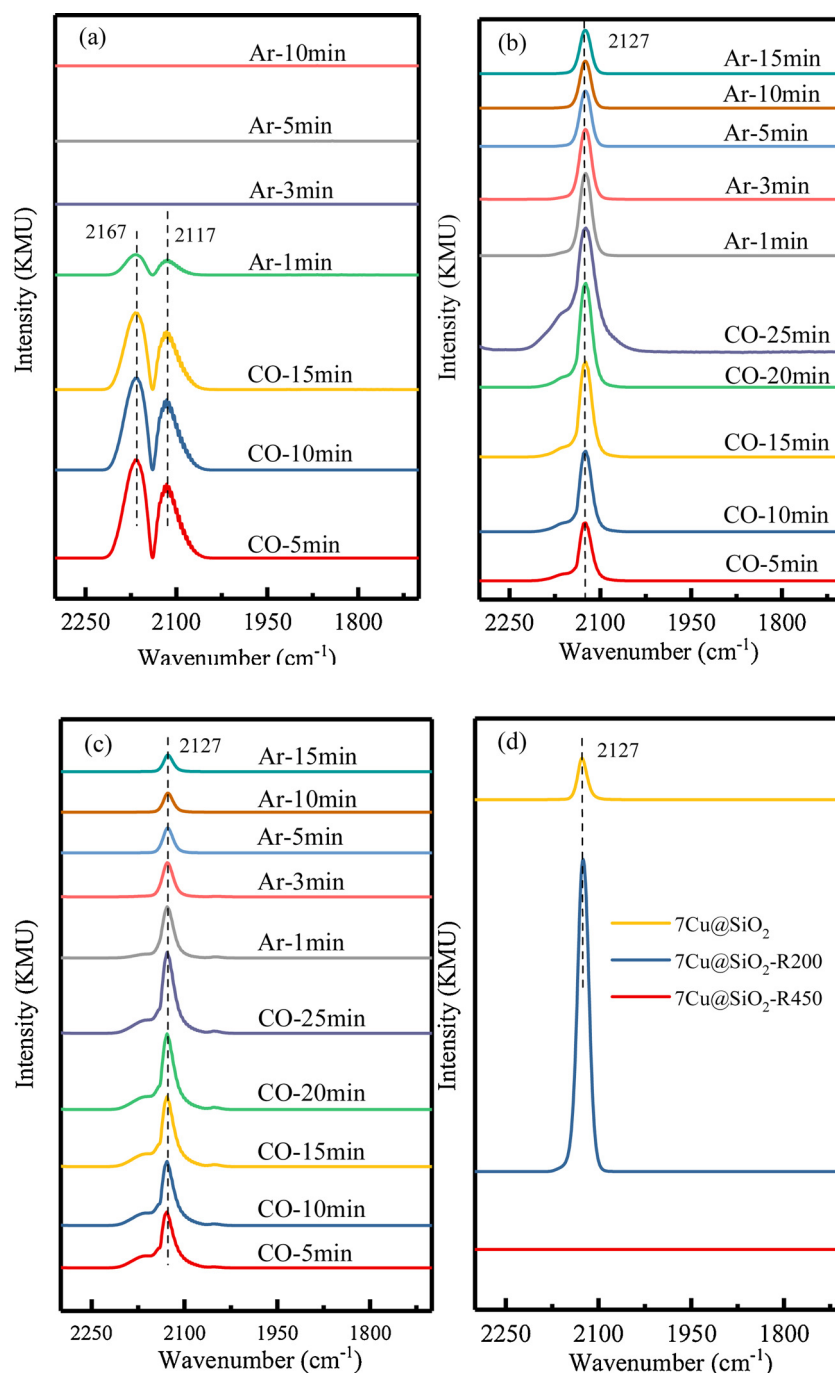 (a)
Ar-10min
Ar-5min
Ar-3min
2167
2117
Ar-1min
CO-15min
CO-10min
CO-5min
Intensity (KMU)
2250 2100 1950 1800
Wavenumber (cm⁻¹)
(b)
2127
Ar-15min
Ar-10min
Ar-5min
Ar-3min
Ar-1min
CO-25min
CO-20min
CO-15min
CO-10min
CO-5min
Intensity (KMU)
2250 2100 1950 1800
Wavenumber (cm⁻¹)
(c)
2127
Ar-15min
Ar-10min
Ar-5min
Ar-3min
Ar-1min
CO-25min
CO-20min
CO-15min
CO-10min
CO-5min
Intensity (KMU)
2250 2100 1950 1800
Wavenumber (cm⁻¹)
(d)
2127
7Cu@SiO₂
7Cu@SiO₂-R200
7Cu@SiO₂-R450
Intensity (KMU)
2250 2100 1950 1800
Wavenumber (cm⁻¹)